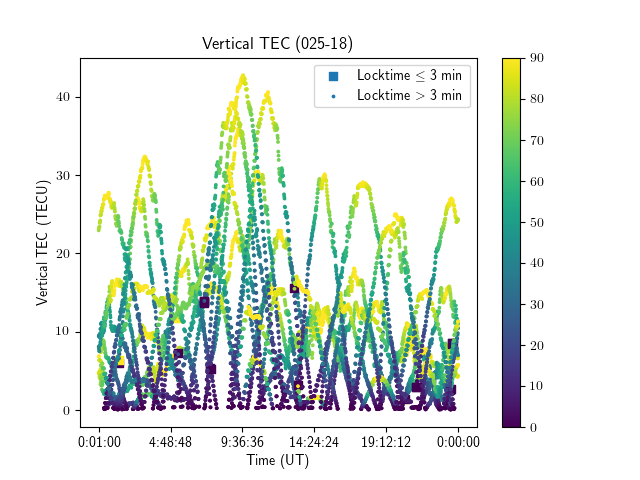 Vertical TEC (025-18)
Locktime ≤ 3 min
Locktime > 3 min
Vertical TEC (TECU)
40
30
20
10
0
0:01:00 4:48:48 9:36:36 14:24:24 19:12:12 0:00:00
Time (UT)
90
80
70
60
50
40
30
20
10
0